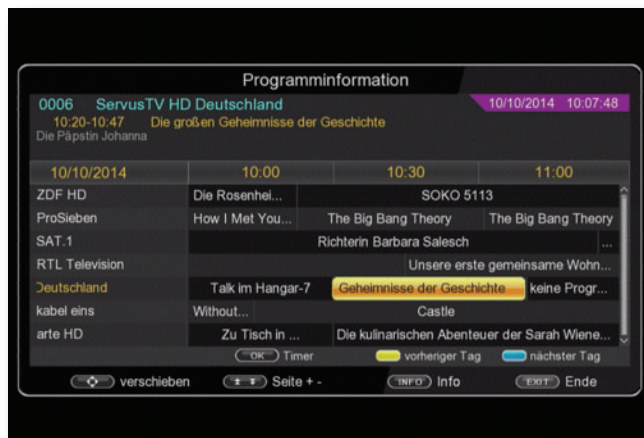 Programminformation
0006 ServusTV HD Deutschland 10/10/2014 10:07:48
10:20-10:47 Die großen Geheimnisse der Geschichte
Die Päpstin Johanna
10/10/2014 10:00 10:30 11:00
ZDF HD Die Rosenhei... SOKO 5113
ProSieben How I Met You... The Big Bang Theory The Big Bang Theory
SAT.1 Richterin Barbara Salesch ...
RTL Television Unsere erste gemeinsame Wohn...
Deutschland Talk im Hangar-7 Geheimnisse der Geschichte keine Progr...
kabel eins Without... Castle
arte HD Zu Tisch in ... Die kulinarischen Abenteuer der Sarah Wiene...
OK Timer vorheriger Tag nächster Tag
verschieben Seite + - INFO Info EXIT Ende